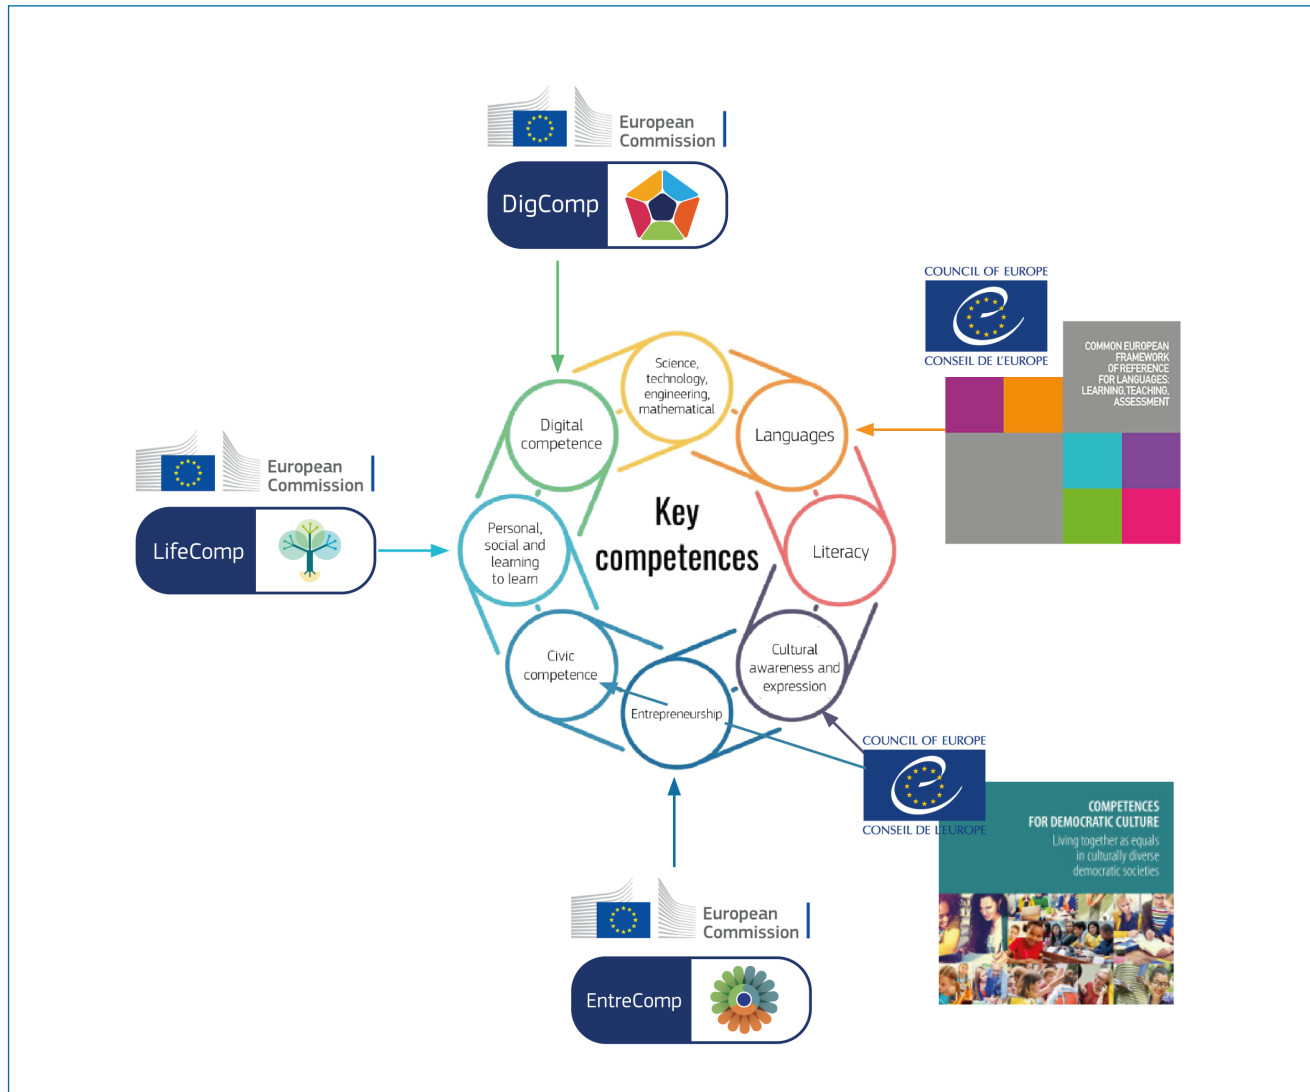 European
Commission
DigComp
COUNCIL OF EUROPE
CONSEIL DE L'EUROPE
COMMON EUROPEAN
FRAMEWORK
OF REFERENCE
FOR LANGUAGES:
LEARNING, TEACHING,
ASSESSMENT
Science,
technology,
engineering,
mathematical
Digital
competence
Languages
European
Commission
LifeComp
Personal,
social and
learning
to learn
Key
competences
Literacy
Civic
competence
Cultural
awareness and
expression
Entrepreneurship
COUNCIL OF EUROPE
CONSEIL DE L'EUROPE
COMPETENCES
FOR DEMOCRATIC CULTURE
Living together as equals
in culturally diverse
democratic societies
European
Commission
EntreComp